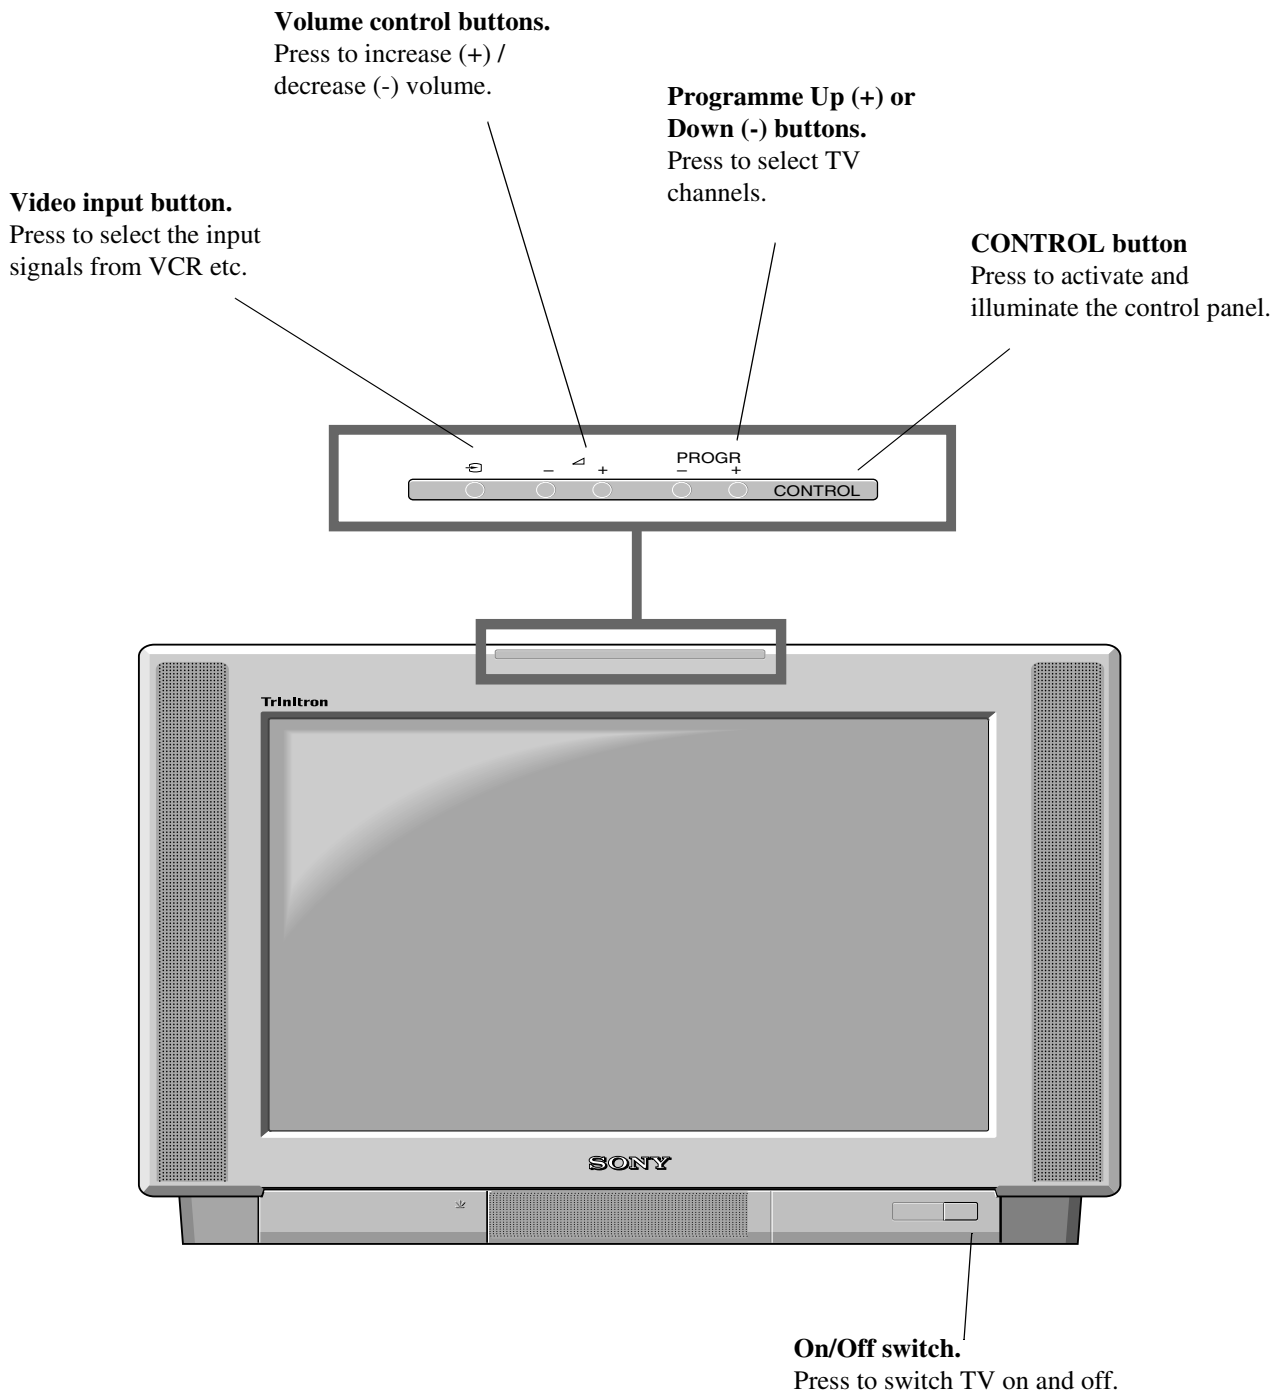 Volume control buttons.
Press to increase (+) /
decrease (-) volume.
Programme Up (+) or
Down (-) buttons.
Press to select TV
channels.
Video input button.
Press to select the input
signals from VCR etc.
CONTROL button
Press to activate and
illuminate the control panel.
PROGR
– + – +
CONTROL
TrInItron
SONY
On/Off switch.
Press to switch TV on and off.